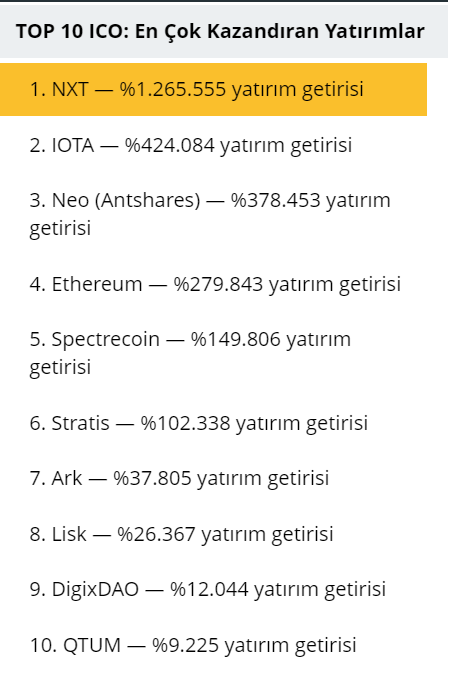 TOP 10 ICO: En Çok Kazandıran Yatırımlar
1. NXT — %1.265.555 yatırım getirisi
2. IOTA — %424.084 yatırım getirisi
3. Neo (Antshares) — %378.453 yatırım
getirisi
4. Ethereum — %279.843 yatırım getirisi
5. Spectrecoin — %149.806 yatırım
getirisi
6. Stratis — %102.338 yatırım getirisi
7. Ark — %37.805 yatırım getirisi
8. Lisk — %26.367 yatırım getirisi
9. DigixDAO — %12.044 yatırım getirisi
10. QTUM — %9.225 yatırım getirisi